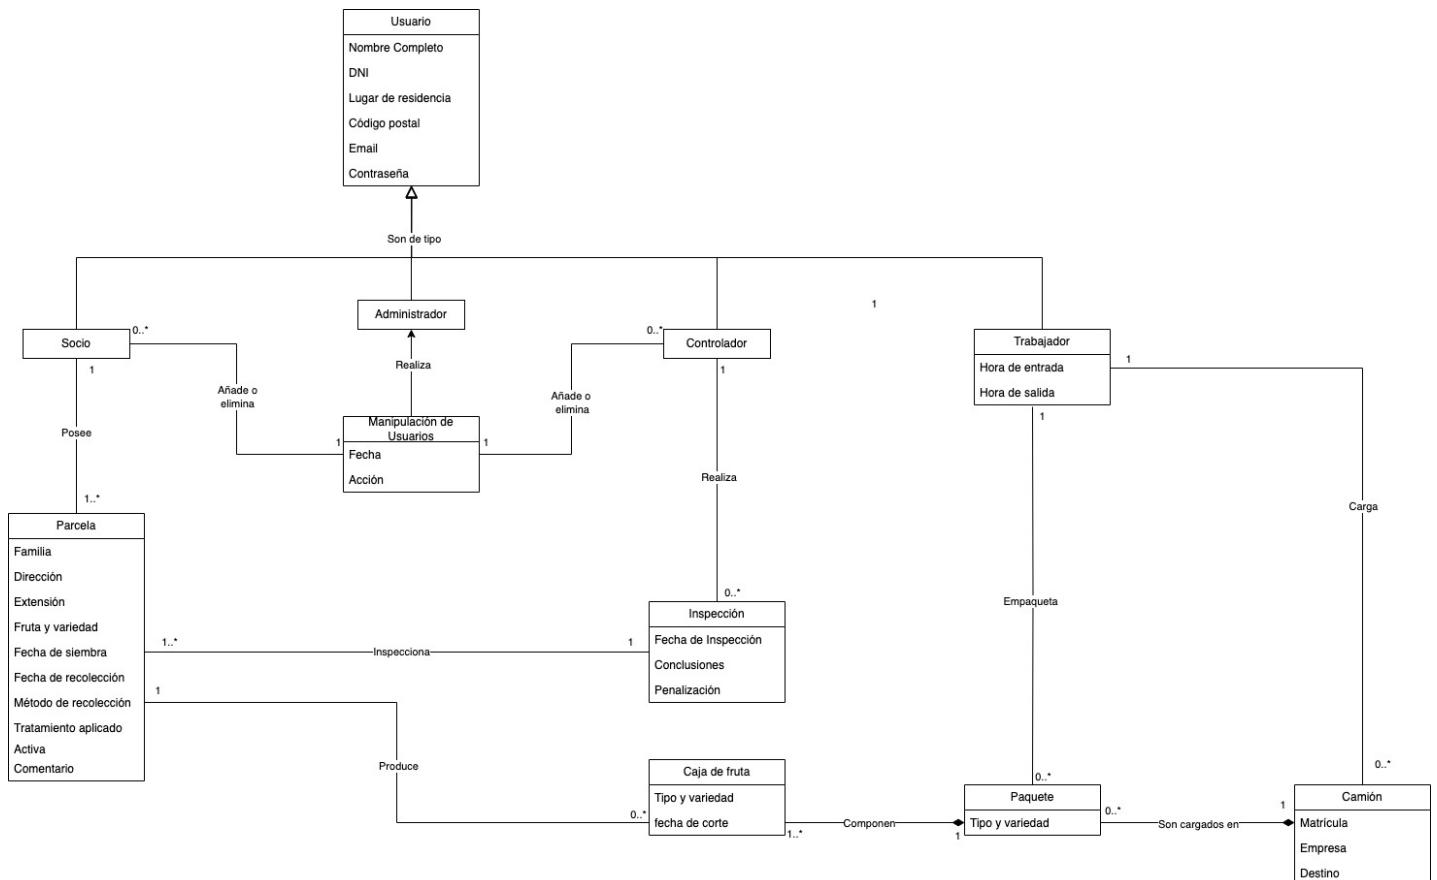 Usuario
Nombre Completo
DNI
Lugar de residencia
Código postal
Email
Contraseña
Son de tipo
Administrador
1
Socio
0..*
1
0..*
Controlador
1
Trabajador
Hora de entrada
Hora de salida
1
1
Realiza
Añade o
elimina
Añade o
elimina
Manipulación de
Usuarios
1
1
Fecha
Acción
Posee
1..*
Realiza
0..*
Carga
Parcela
Familia
Dirección
Extensión
Fruta y variedad
Fecha de siembra
Fecha de recolección
Método de recolección
Tratamiento aplicado
Activa
Comentario
1..*
Inspecciona
1
Inspección
Fecha de Inspección
Conclusiones
Penalización
Empaqueta
1
Produce
0..*
Caja de fruta
Tipo y variedad
fecha de corte
1..*
Componen
1
0..*
Paquete
Tipo y variedad
0..*
Son cargados en
1
0..*
Camión
Matrícula
Empresa
Destino